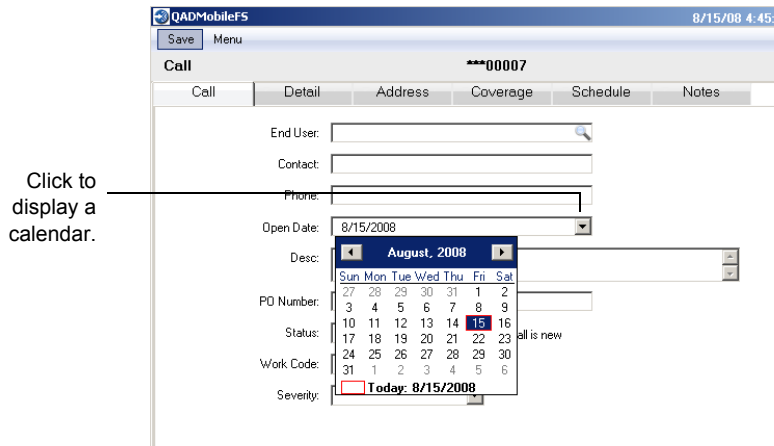 QADMobileFS 8/15/08 4:45:
Save Menu
Call ***00007
Call Detail Address Coverage Schedule Notes
End User:
Contact:
Click to
display a
calendar.
Phone:
Open Date: 8/15/2008
Desc:
August, 2008
Sun Mon Tue Wed Thu Fri Sat
27 28 29 30 31 1 2
3 4 5 6 7 8 9
10 11 12 13 14 15 16
17 18 19 20 21 22 23
24 25 26 27 28 29 30
31 1 2 3 4 5 6
Today: 8/15/2008
PO Number:
Status: all is new
Work Code:
Severity: